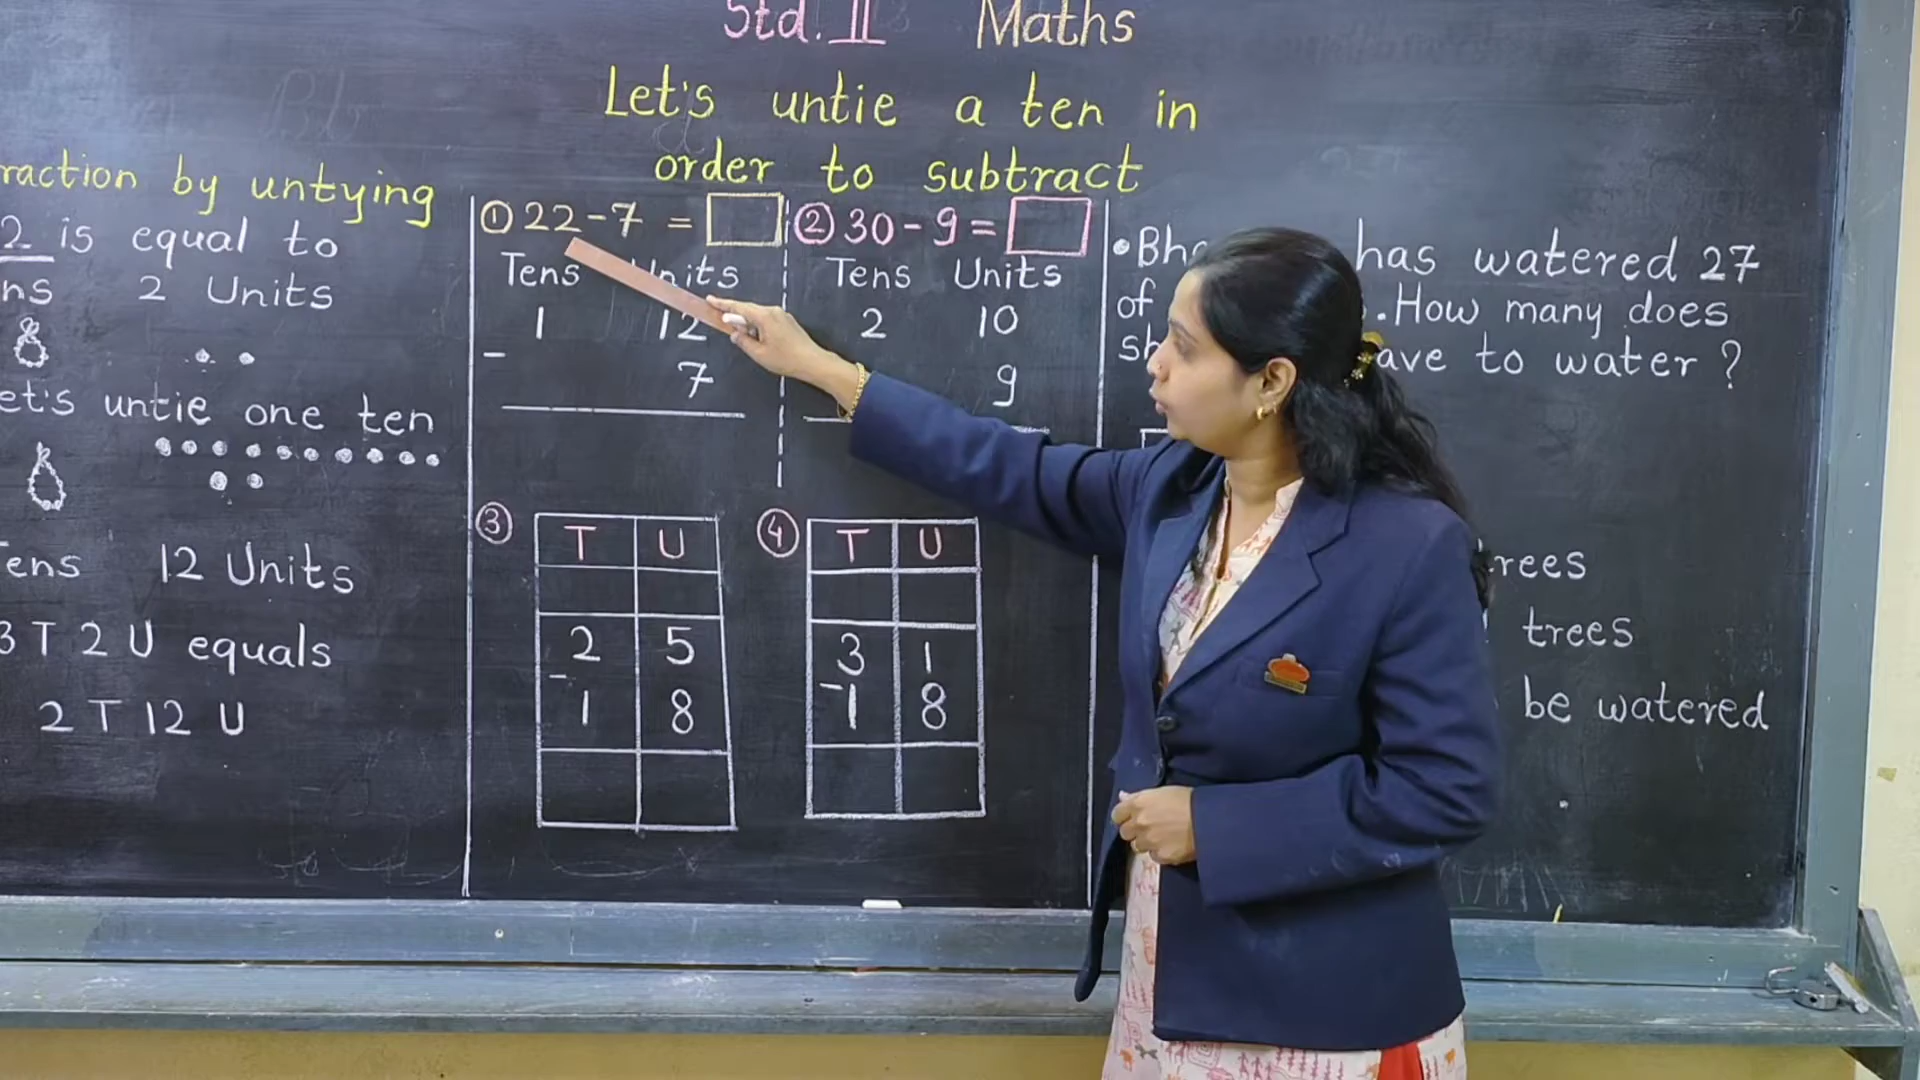 Std. II Maths
Let's untie a ten in
order to subtract
raction by untying
2 is equal to
ns 2 Units
et's untie one ten
Tens 12 Units
3 T 2 U equals
2 T 12 U
① 22 - 7 =
Tens Units
1 12
- 7
② 30 - 9 =
Tens Units
2 10
9
③ T U
2 5
- 1 8
④ T U
3 1
- 1 8
has watered 27
of . How many does
to water ?
trees
be watered